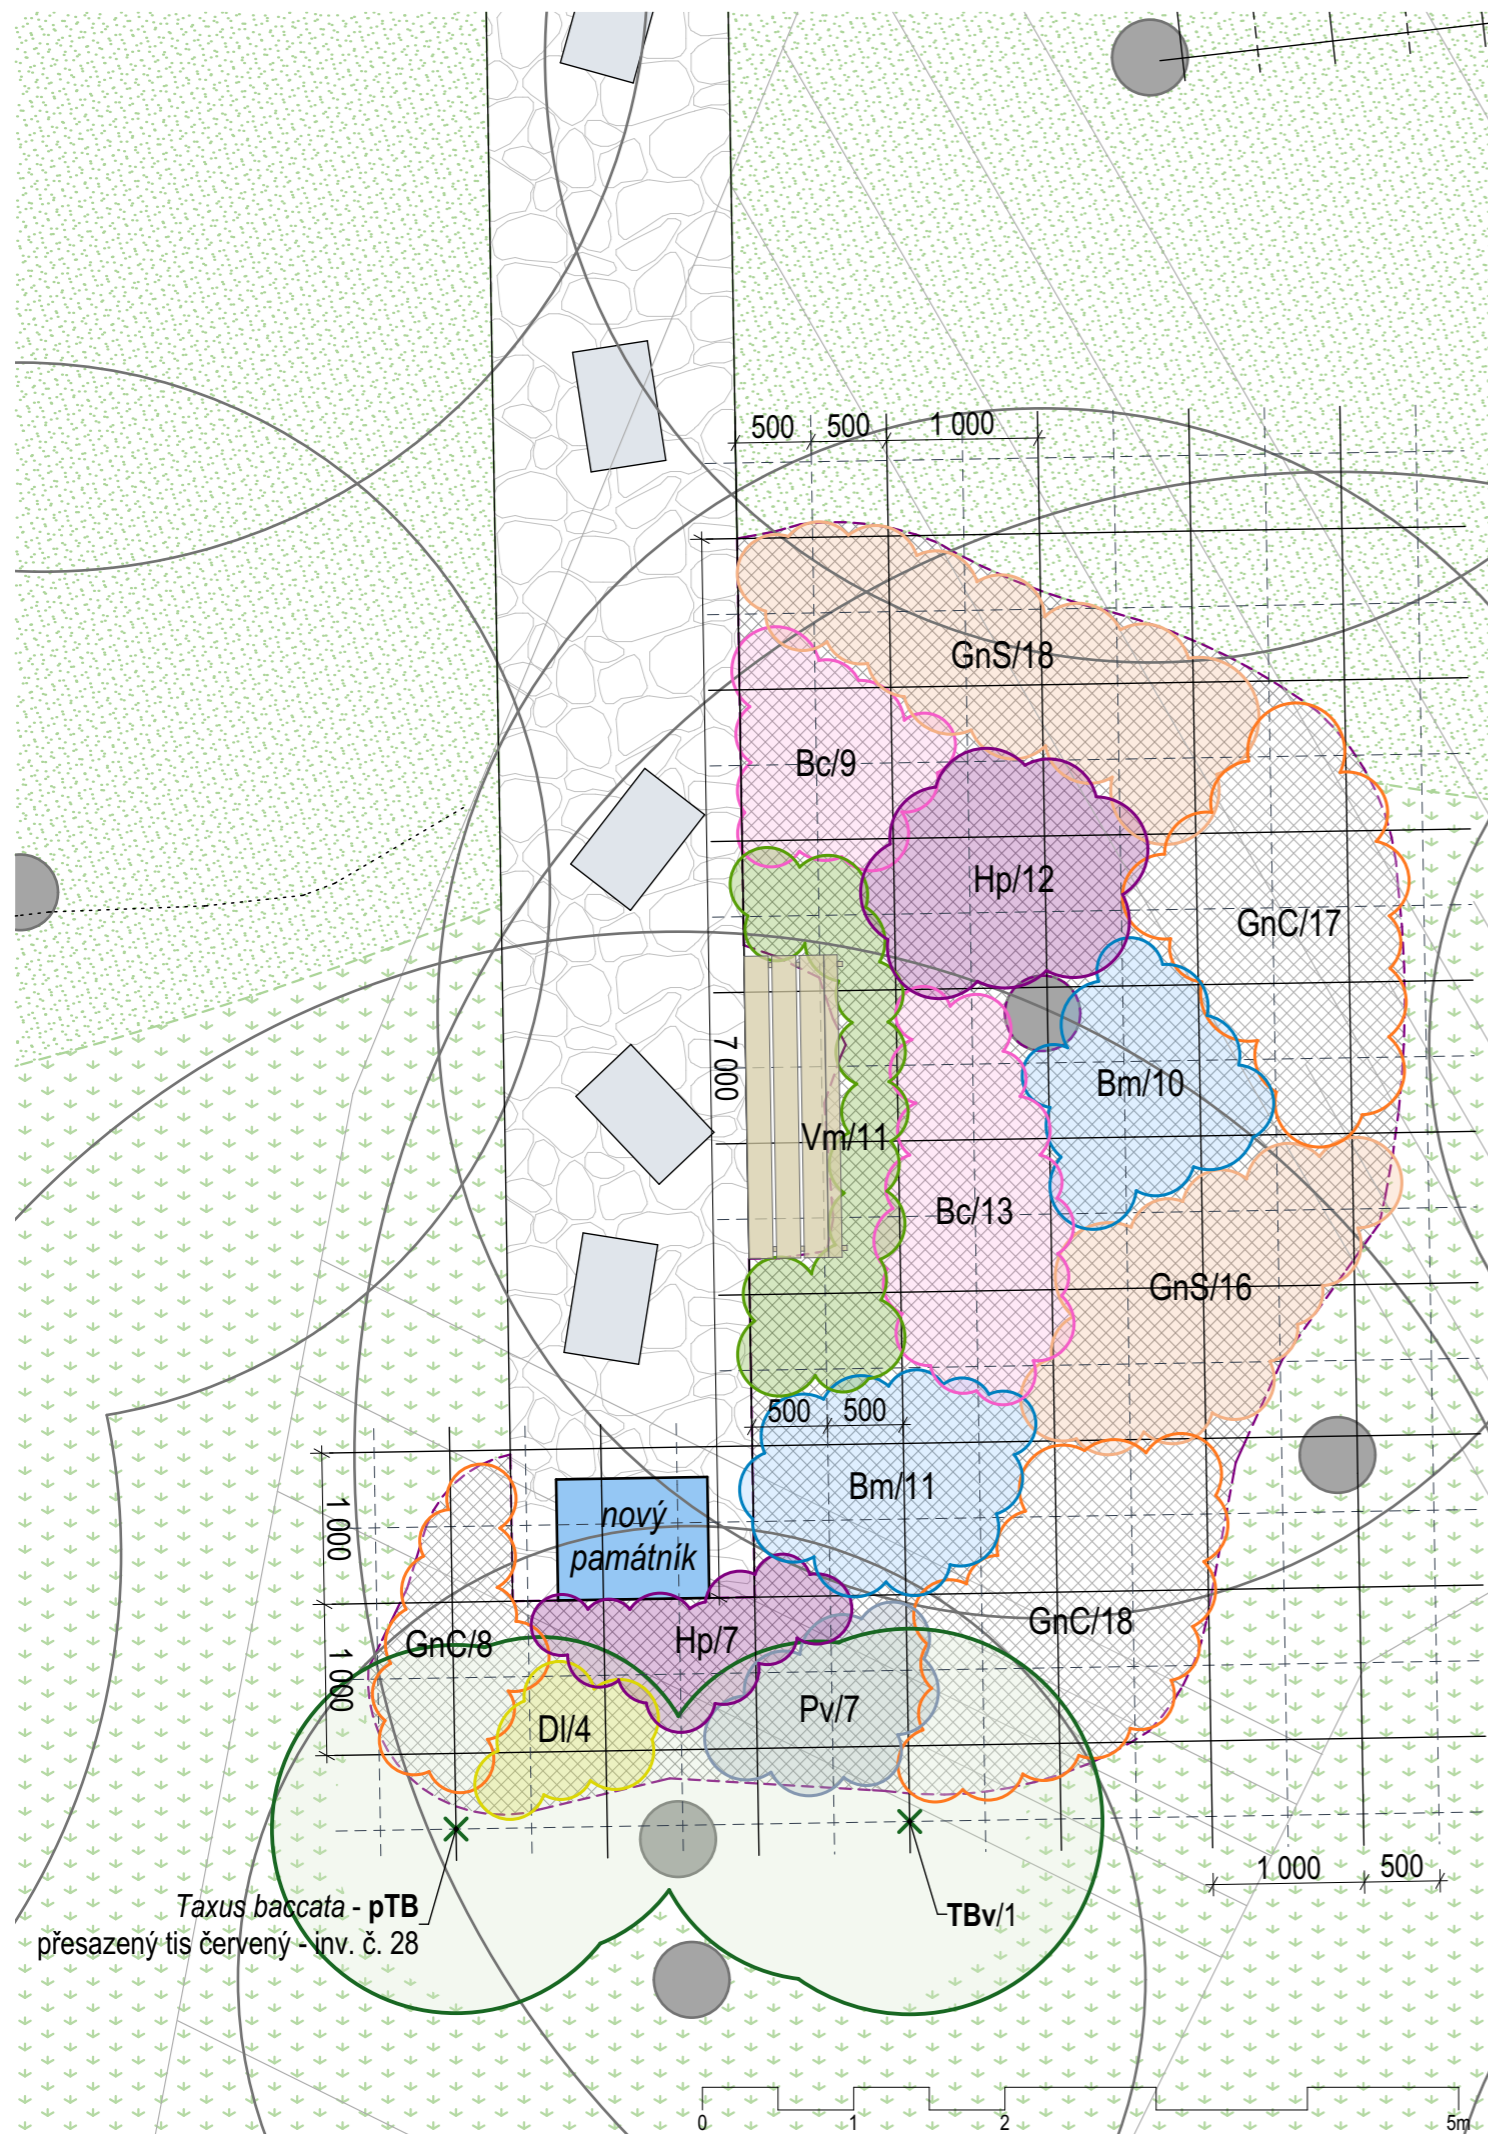 500 500 1 000
GnS/18
Bc/9
Hp/12
GnC/17
7 000
Bm/10
Vm/11
Bc/13
GnS/16
500 500
Bm/11
nový
památník
1 000
GnC/18
Hp/7
GnC/8
1 000
Pv/7
Dl/4
1 000 500
Taxus baccata - pTB
přesazený tis červený - inv. č. 28
TBv/1
0 1 2 5m